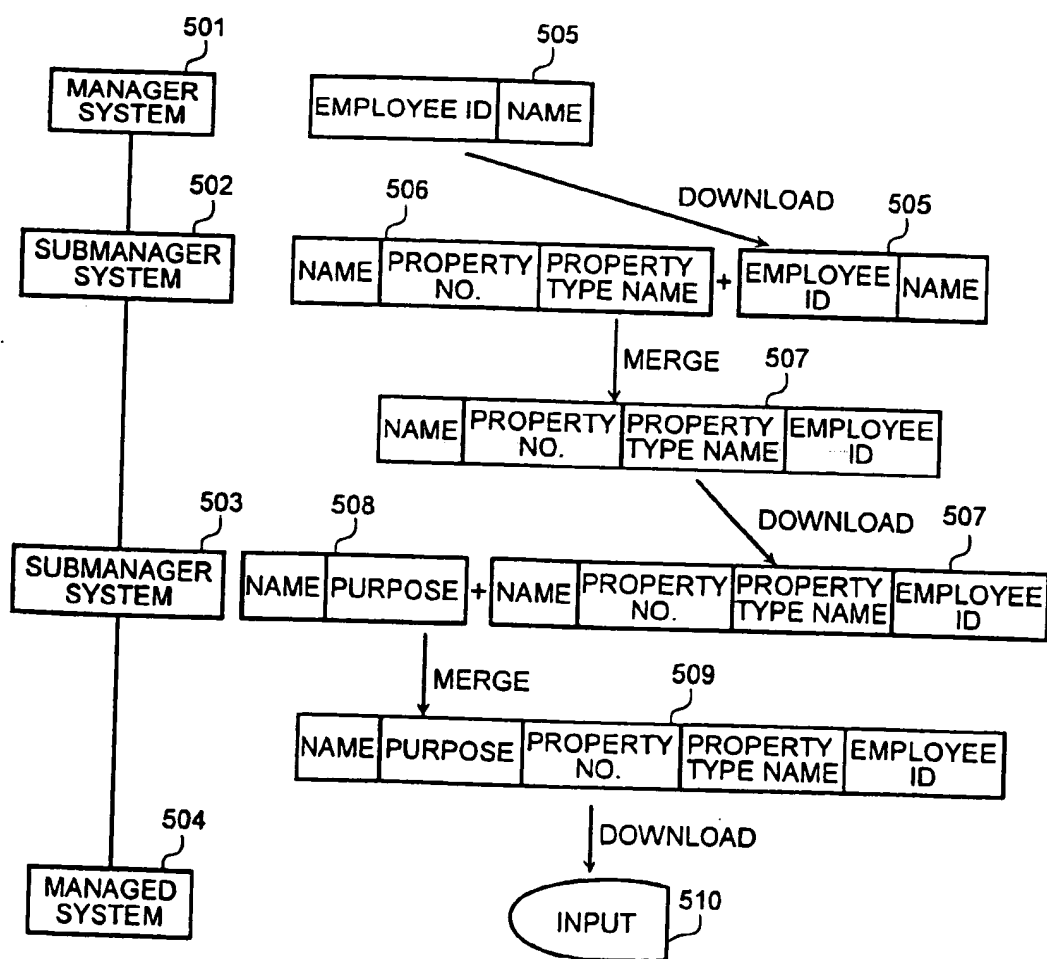 501
505
MANAGER
SYSTEM
EMPLOYEE ID
NAME
DOWNLOAD
502
506
505
SUBMANAGER
SYSTEM
NAME
PROPERTY
NO.
PROPERTY
TYPE NAME
+
EMPLOYEE
ID
NAME
MERGE
507
NAME
PROPERTY
NO.
PROPERTY
TYPE NAME
EMPLOYEE
ID
DOWNLOAD
503
508
507
SUBMANAGER
SYSTEM
NAME
PURPOSE
+
NAME
PROPERTY
NO.
PROPERTY
TYPE NAME
EMPLOYEE
ID
MERGE
509
NAME
PURPOSE
PROPERTY
NO.
PROPERTY
TYPE NAME
EMPLOYEE
ID
DOWNLOAD
504
MANAGED
SYSTEM
INPUT
510